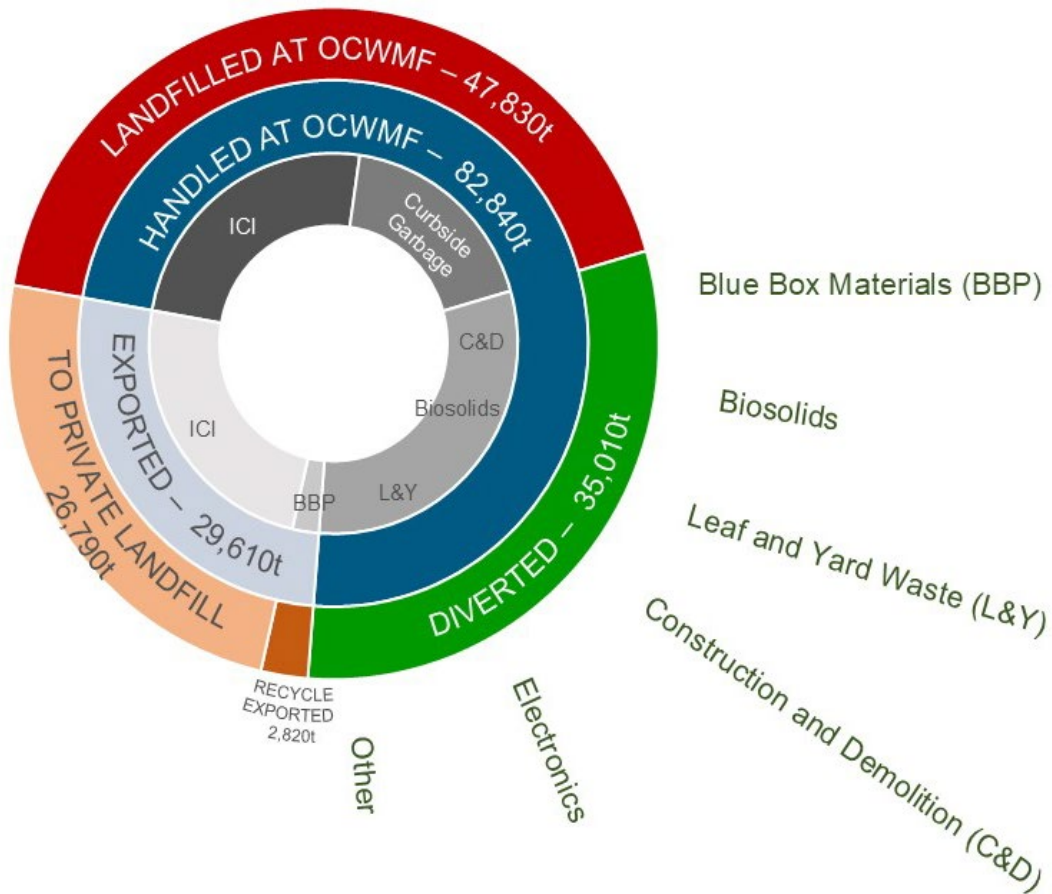 LANDFILLED AT OCWMF – 47,830t
HANDLED AT OCWMF – 82,840t
ICI
Curbside
Garbage
C&D
Biosolids
L&Y
BBP
ICI
EXPORTED – 29,610t
TO PRIVATE LANDFILL
26,790t
DIVERTED – 35,010t
RECYCLE
EXPORTED
2,820t
Blue Box Materials (BBP)
Biosolids
Leaf and Yard Waste (L&Y)
Construction and Demolition (C&D)
Electronics
Other